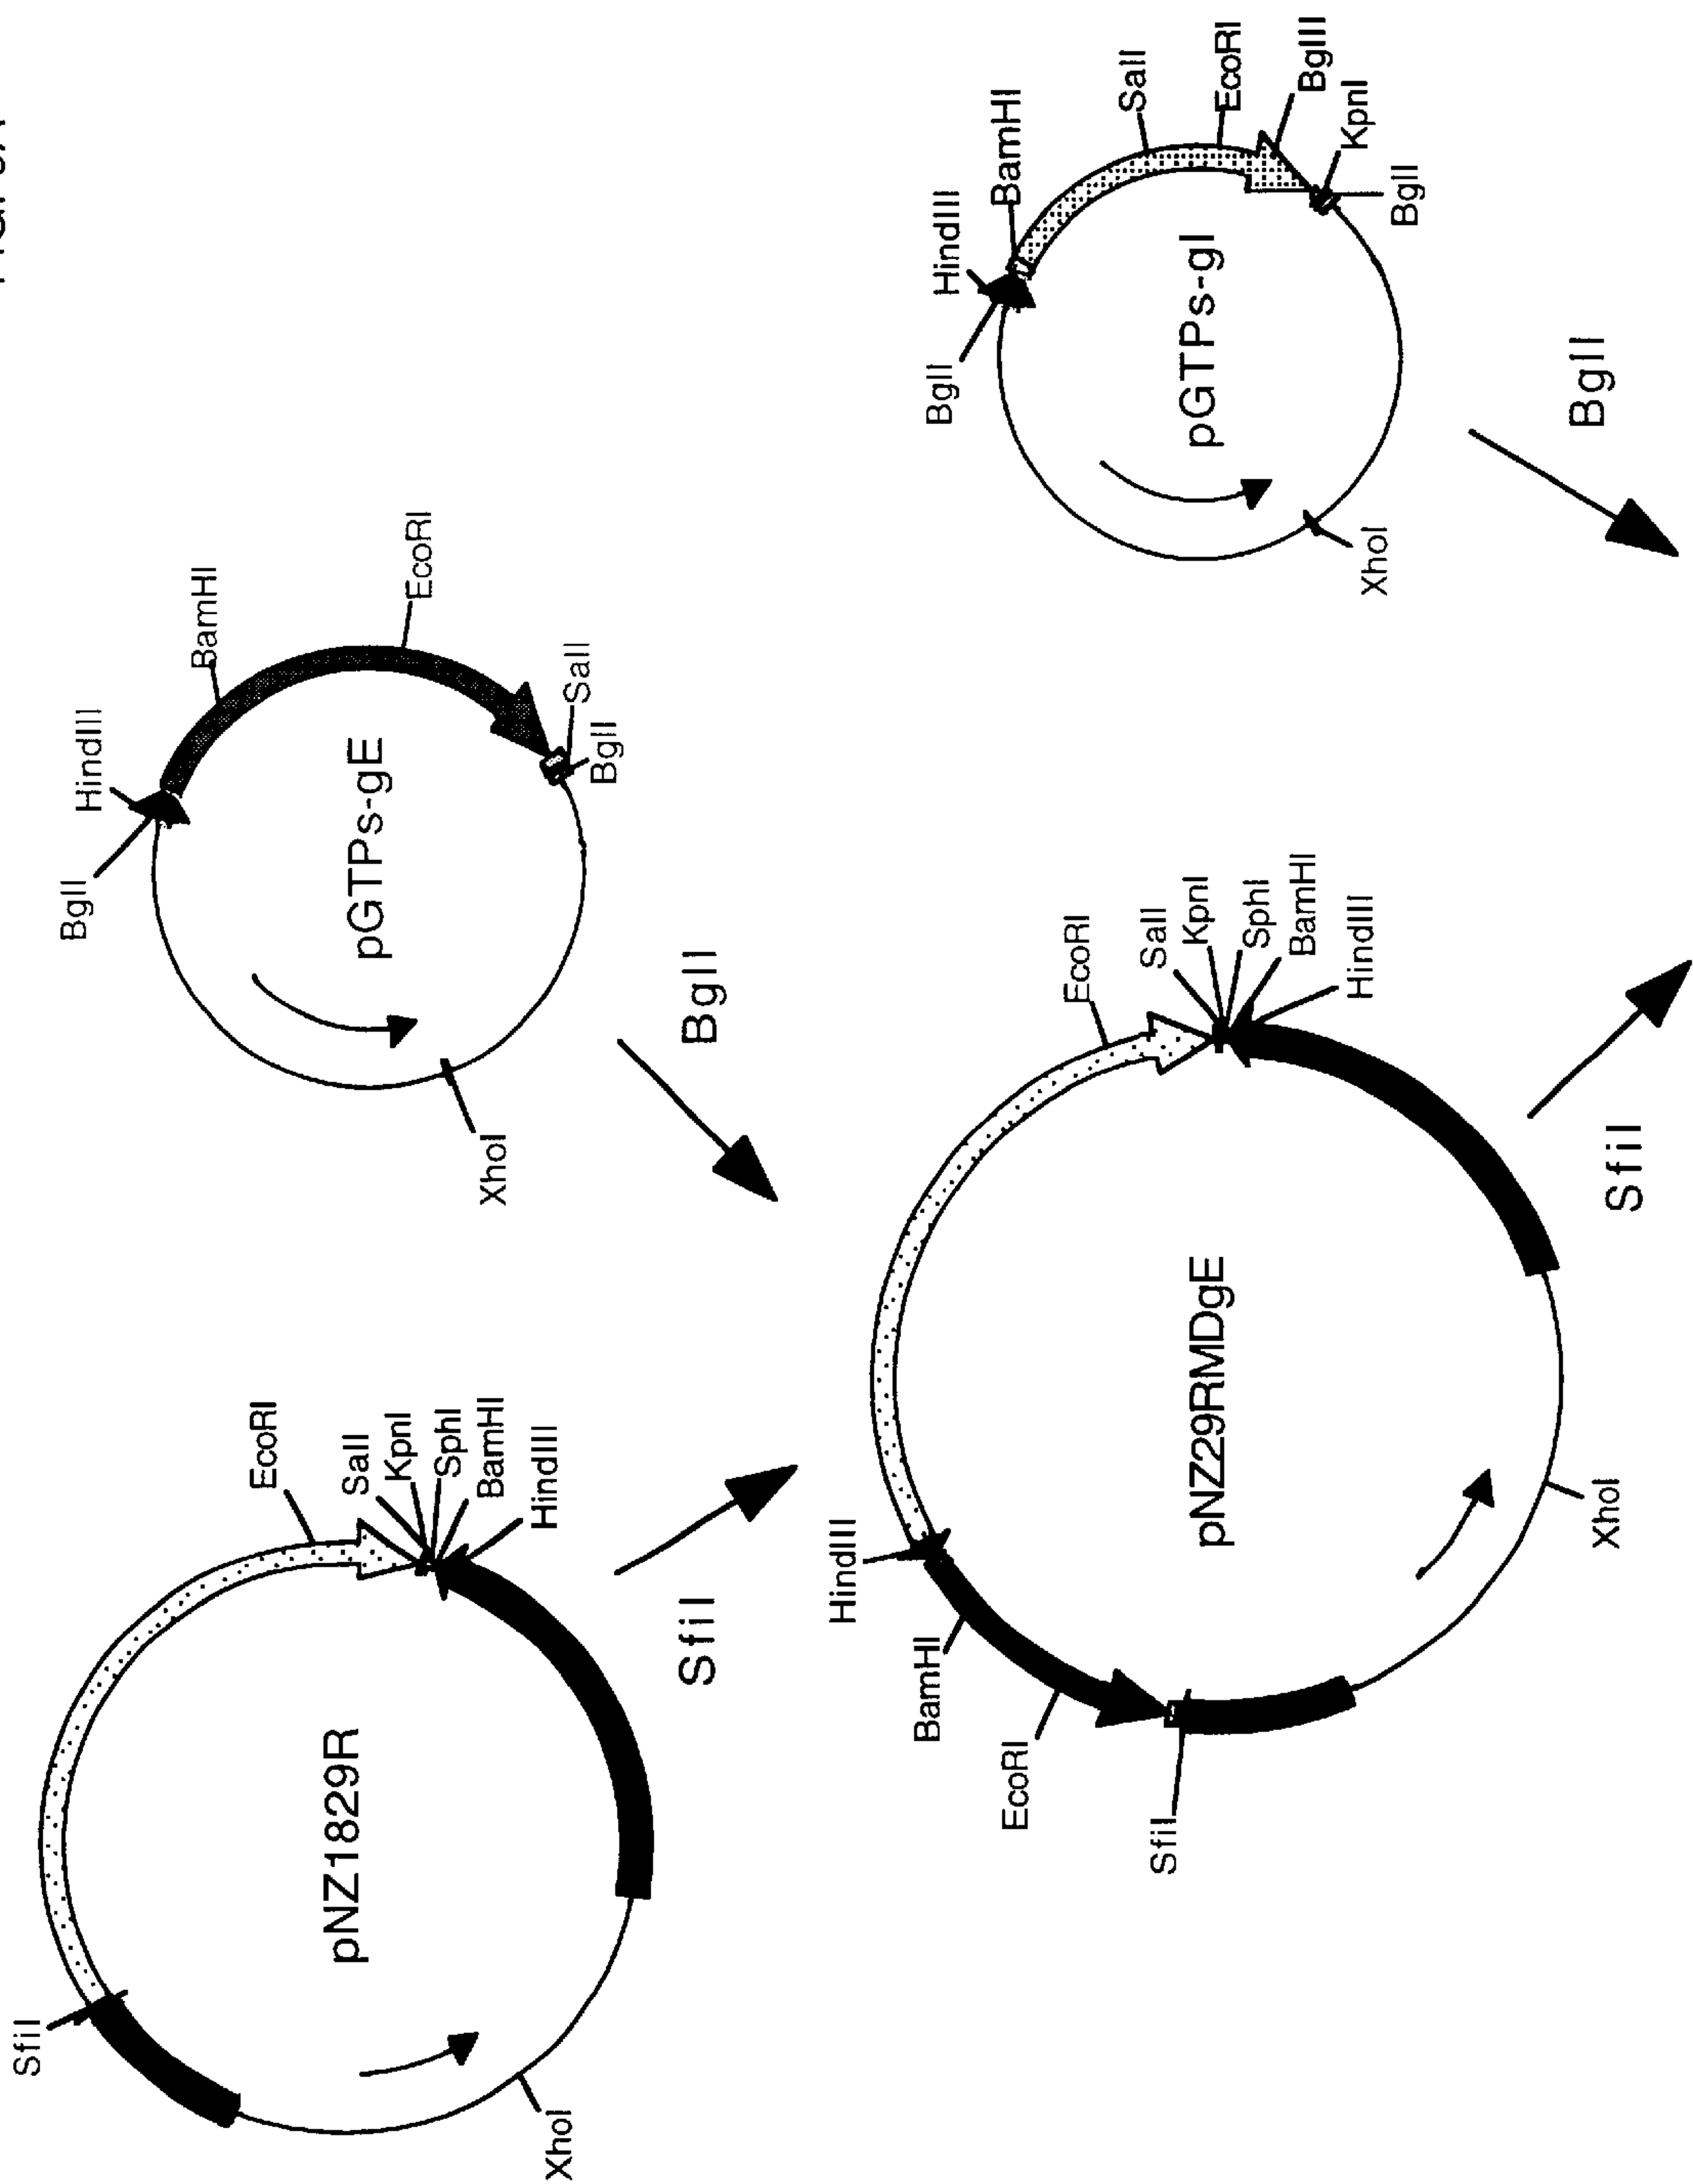 SfiI
EcoRI
SalI
KpnI
SphI
BamHI
HindIII
pNZ1829R
XhoI
SfiI
BglI
HindIII
BamHI
EcoRI
SalI
BglI
pGTPs-gE
XhoI
BglI
HindIII
BamHI
EcoRI
SfiI
EcoRI
SalI
KpnI
SphI
BamHI
HindIII
pNZ29RMDgE
XhoI
SfiI
BglI
HindIII
BamHI
SalI
EcoRI
BglII
KpnI
BglI
pGTPs-gI
XhoI
BglI